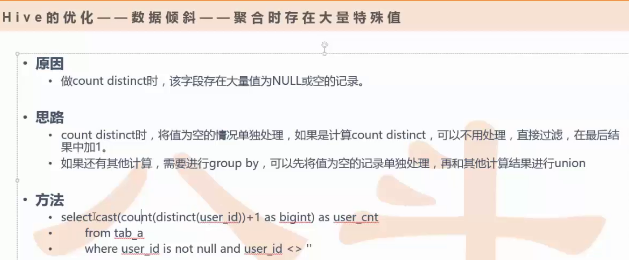 Hive的优化——数据倾斜——聚合时存在大量特殊值
• 原因
• 做count distinct时，该字段存在大量值为NULL或空的记录。
• 思路
• count distinct时，将值为空的情况单独处理，如果是计算count distinct，可以不用处理，直接过滤，在最后结
果中加1。
• 如果还有其他计算，需要进行group by，可以先将值为空的记录单独处理，再和其他计算结果进行union
• 方法
• select cast(count(distinct(user_id))+1 as bigint) as user_cnt
• from tab_a
• where user_id is not null and user_id <> ''
八斗